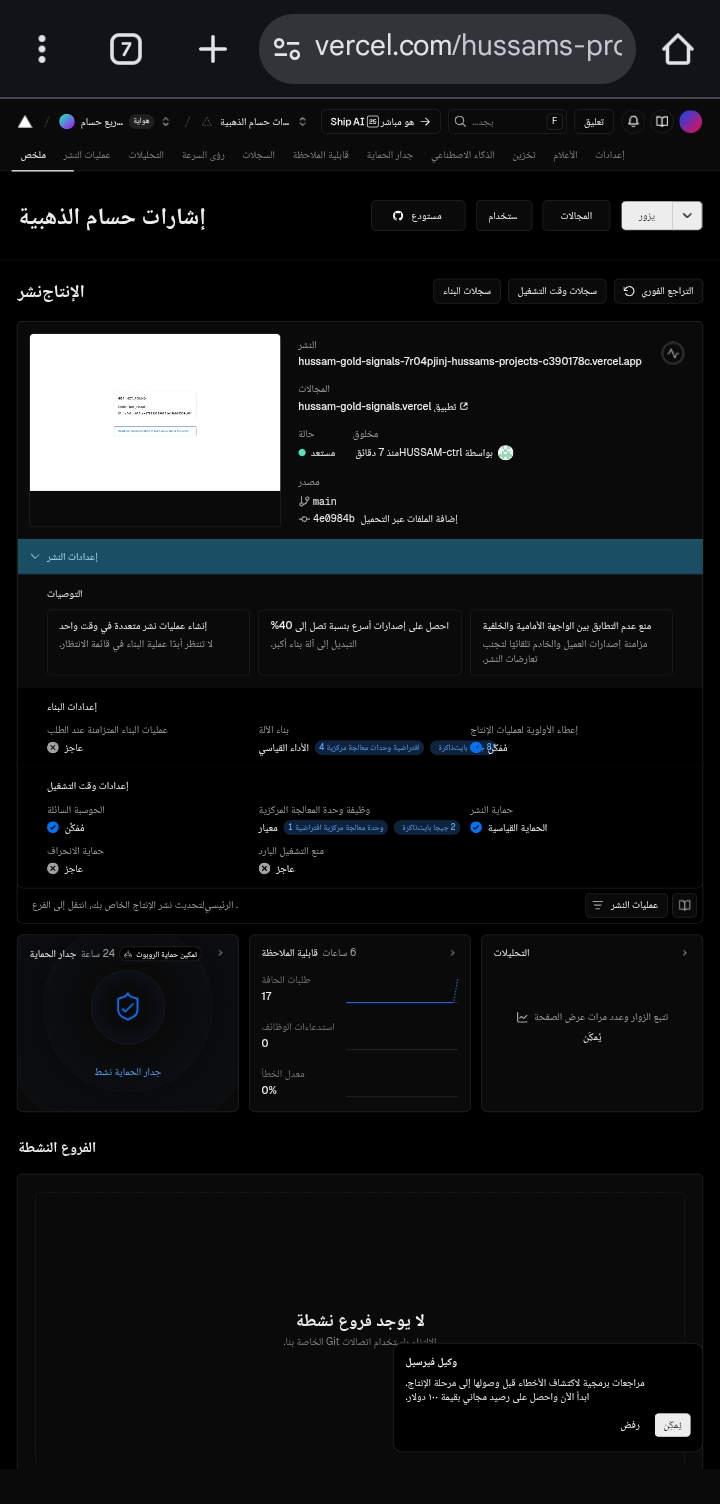 7
vercel.com/hussams-pro
...ريع حسام هواية
...ات حسام الذهبية
Ship AI 25 هو مباشر
يجد... F
تعليق
ملخص
عمليات النشر
التحليلات
رؤى السرعة
السجلات
قابلية الملاحظة
جدار الحماية
الذكاء الاصطناعي
تخزين
الأعلام
إعدادات
إشارات حسام الذهبية
مستودع
ستخدام
المجالات
يزور
الإنتاجنشر
سجلات البناء
سجلات وقت التشغيل
التراجع الفوري
النشر
hussam-gold-signals-7r04pjinj-hussams-projects-c390178c.vercel.app
المجالات
hussam-gold-signals.vercel تطبيق
حالة
مخلوق
مستعد
بواسطة HUSSAM-ctrlمنذ 7 دقائق
مصدر
main
4e0984b إضافة الملفات عبر التحميل
إعدادات النشر
التوصيات
إنشاء عمليات نشر متعددة في وقت واحد
لا تنتظر أبدًا عملية البناء في قائمة الانتظار.
احصل على إصدارات أسرع بنسبة تصل إلى 40%
التبديل إلى آلة بناء أكبر.
منع عدم التطابق بين الواجهة الأمامية والخلفية
مزامنة إصدارات العميل والخادم تلقائيًا لتجنب
تعارضات النشر.
إعدادات البناء
عمليات البناء المتزامنة عند الطلب
عاجز
بناء الآلة
الأداء القياسي
4 افتراضية وحدات معالجة مركزية
8 جيجا بايت‌ذاكرة
إعطاء الأولوية لعمليات الإنتاج
مُمَكَّن
إعدادات وقت التشغيل
الحوسبة السائلة
مُمَكَّن
وظيفة وحدة المعالجة المركزية
معيار
1 وحدة معالجة مركزية افتراضية
2 جيجا بايت‌ذاكرة
حماية النشر
الحماية القياسية
حماية الانحراف
عاجز
منع التشغيل البارد
عاجز
. الرئيسيلتحديث نشر الإنتاج الخاص بك، انتقل إلى الفرع
عمليات النشر
جدار الحماية 24 ساعة
تمكين حماية الروبوت
جدار الحماية نشط
قابلية الملاحظة 6 ساعات
طلبات الحافة
17
استدعاءات الوظائف
0
معدل الخطأ
0%
التحليلات
تتبع الزوار وعدد مرات عرض الصفحة
يُمكَِن
الفروع النشطة
لا يوجد فروع نشطة
باستخدام اتصالات Git الخاصة بنا.
وكيل فيرسيل
مراجعات برمجية لاكتشاف الأخطاء قبل وصولها إلى مرحلة الإنتاج.
ابدأ الآن واحصل على رصيد مجاني بقيمة ١٠٠ دولار.
رفض
يُمكَِن